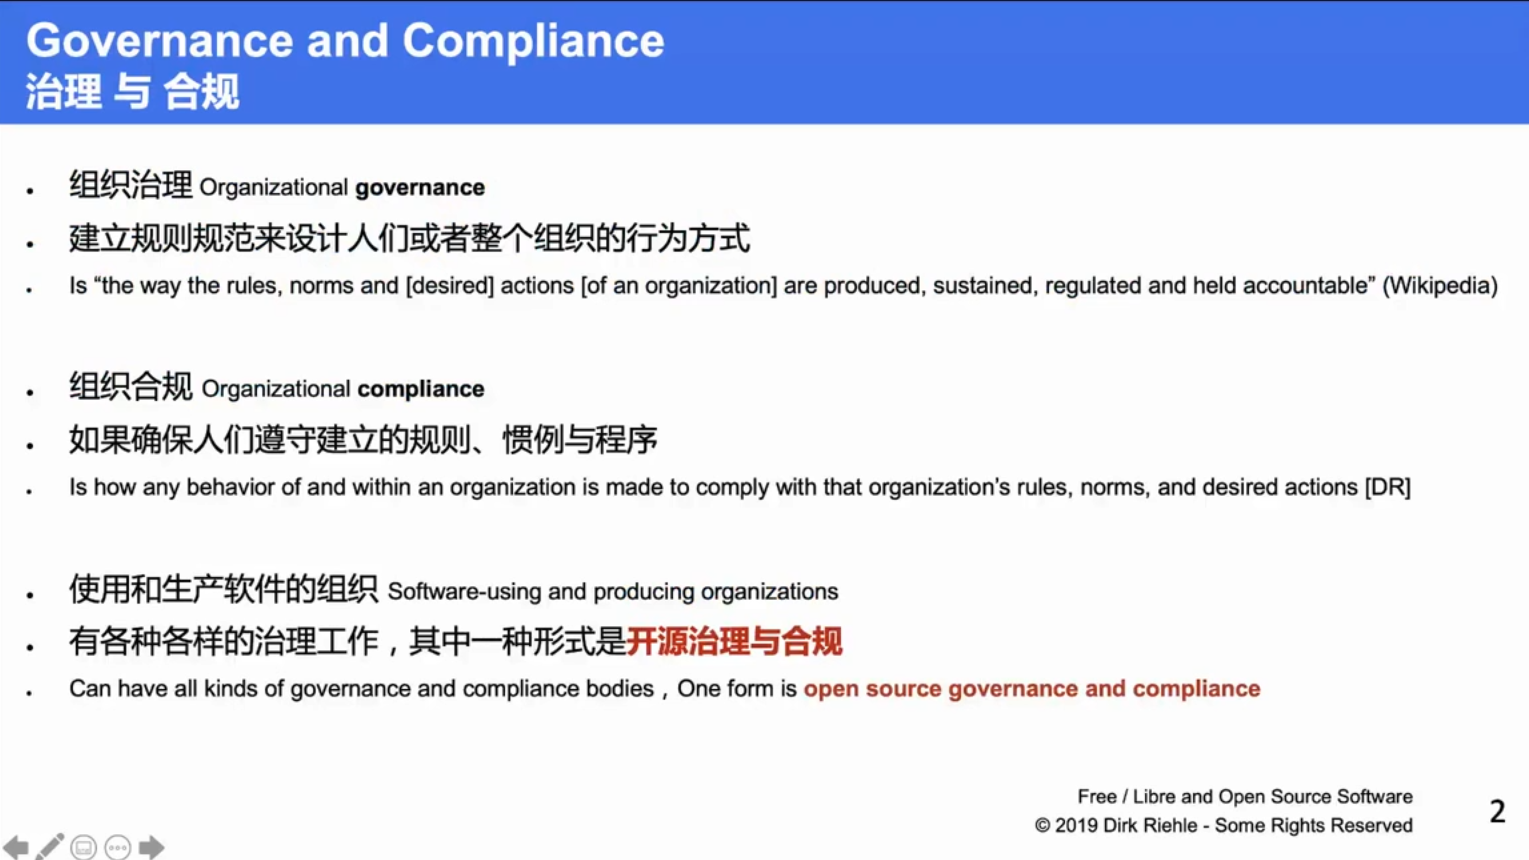 Governance and Compliance
治理 与 合规
• 组织治理 Organizational governance
• 建立规则规范来设计人们或者整个组织的行为方式
• Is “the way the rules, norms and [desired] actions [of an organization] are produced, sustained, regulated and held accountable” (Wikipedia)
• 组织合规 Organizational compliance
• 如果确保人们遵守建立的规则、惯例与程序
• Is how any behavior of and within an organization is made to comply with that organization’s rules, norms, and desired actions [DR]
• 使用和生产软件的组织 Software-using and producing organizations
• 有各种各样的治理工作，其中一种形式是开源治理与合规
• Can have all kinds of governance and compliance bodies，One form is open source governance and compliance
Free / Libre and Open Source Software
© 2019 Dirk Riehle - Some Rights Reserved
2